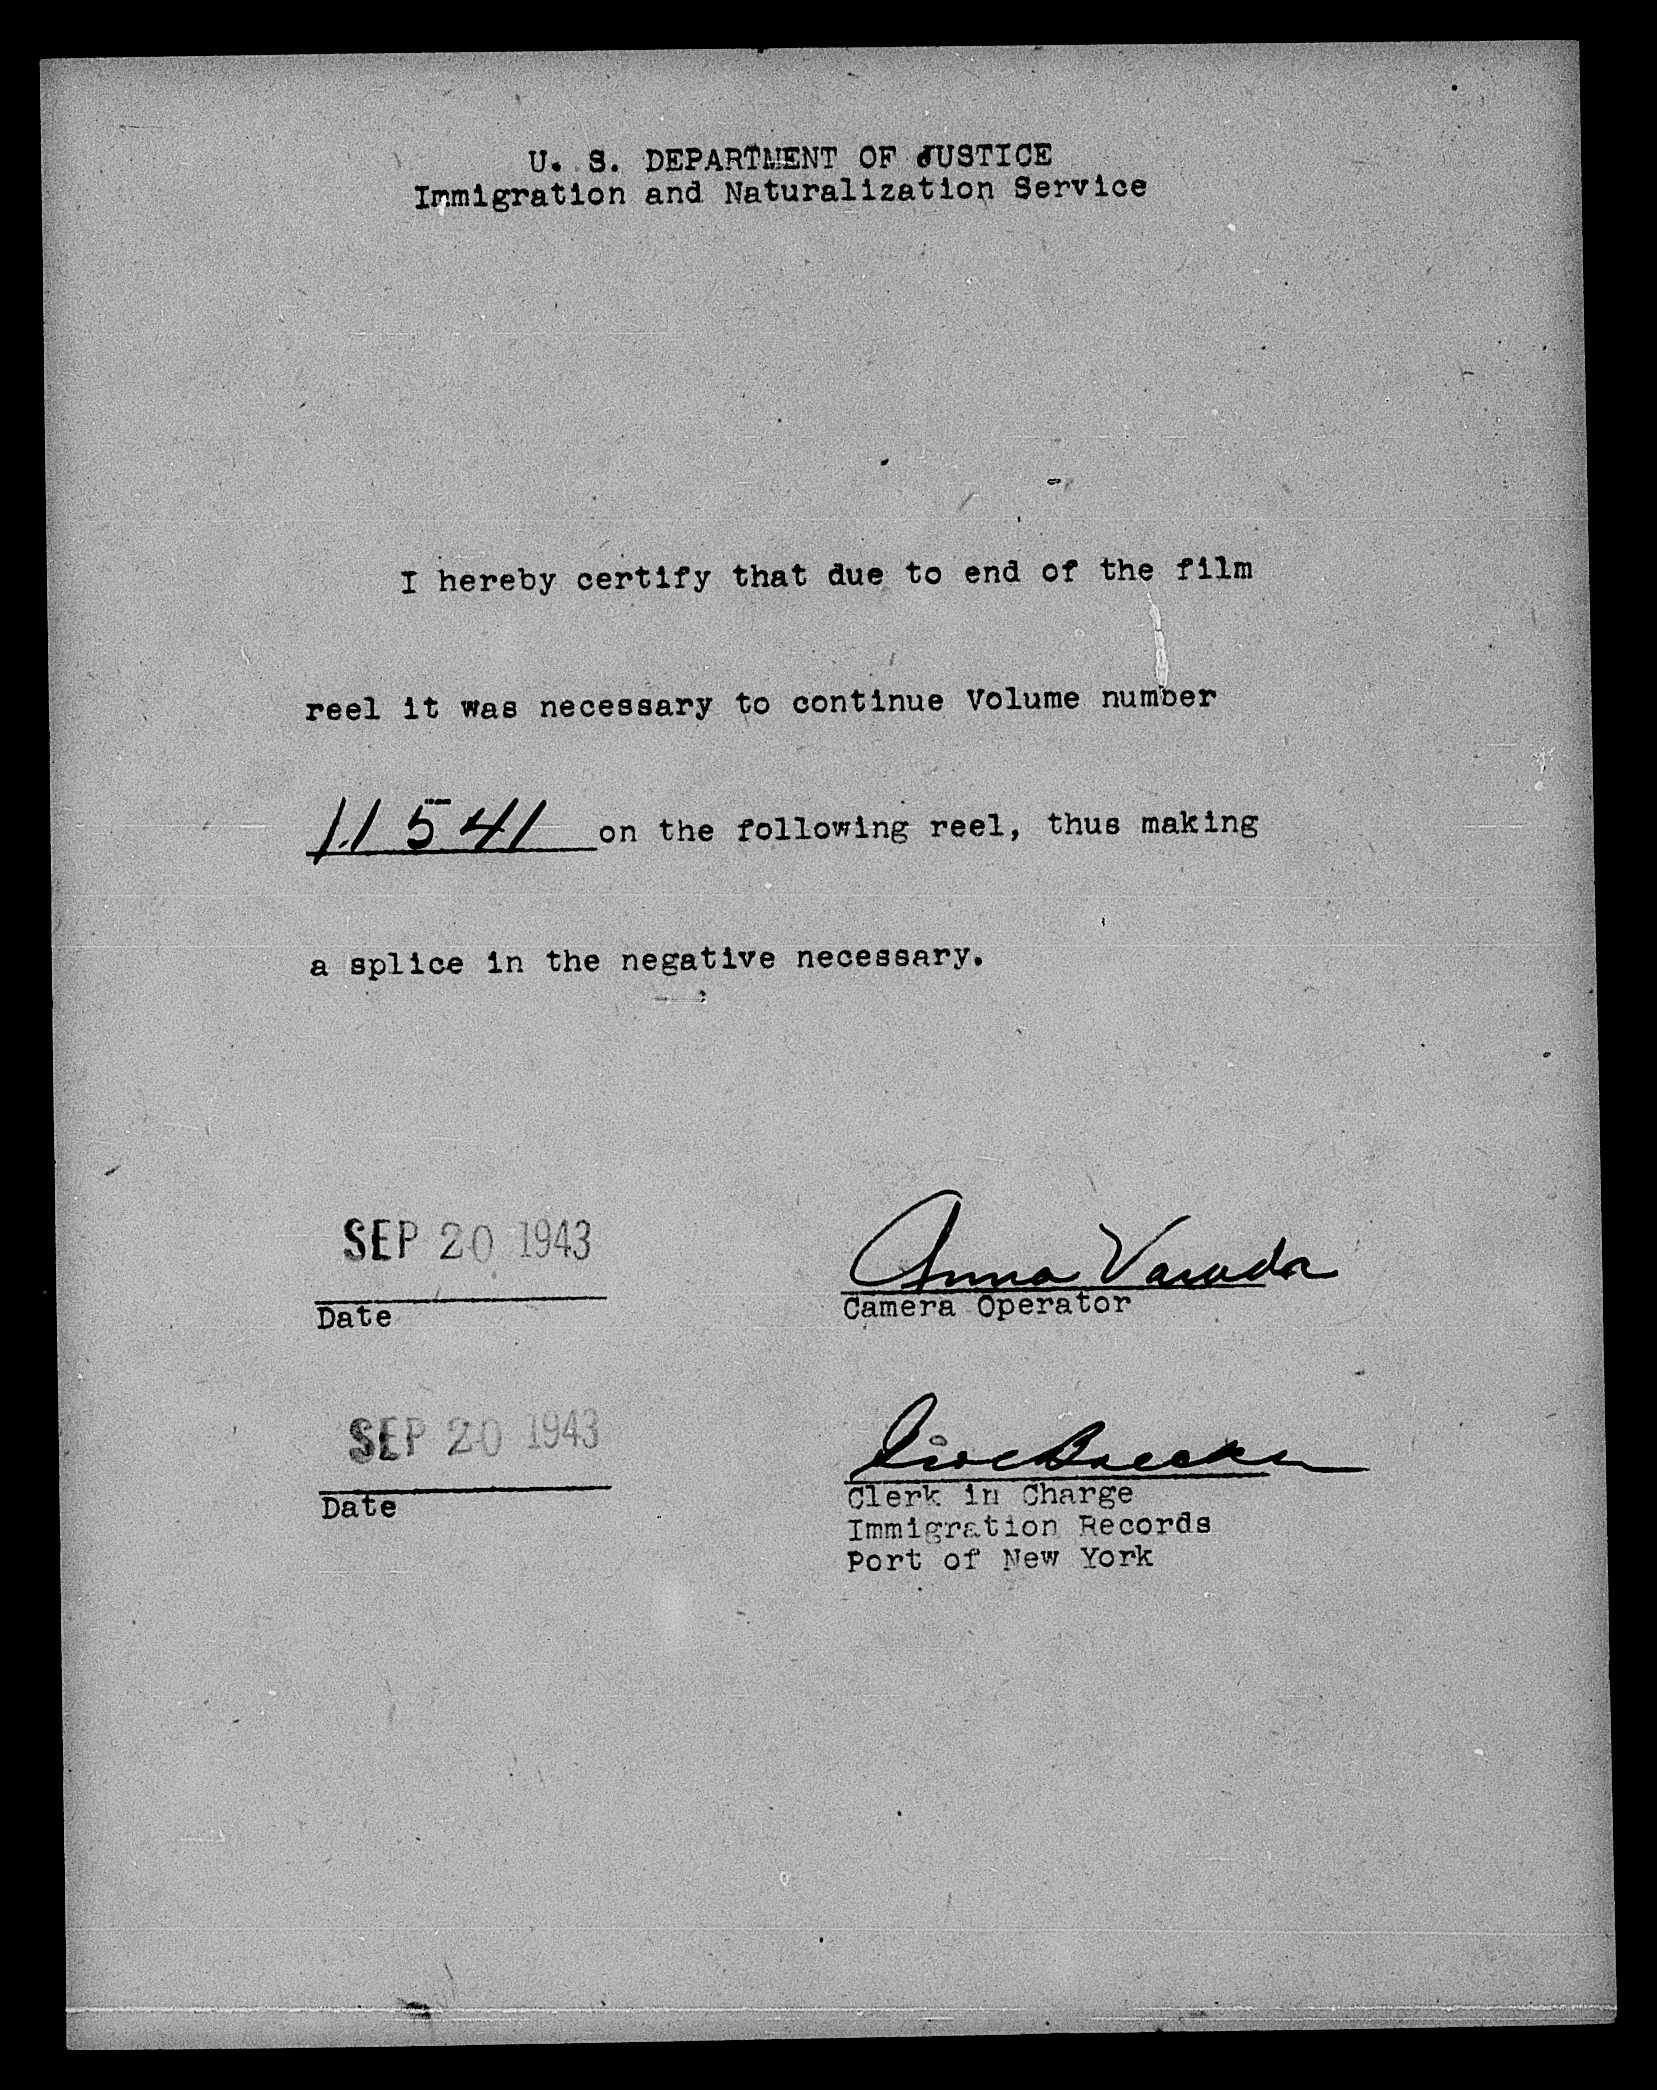 U. S. DEPARTMENT OF JUSTICE
Immigration and Naturalization Service
I hereby certify that due to end of the film
reel it was necessary to continue Volume number
11541 on the following reel, thus making
a splice in the negative necessary.
SEP 20 1943
Anna
Date
Camera Operator
SEP 20 1943
Date
Clerk in Charge
Immigration Records
Port of New York